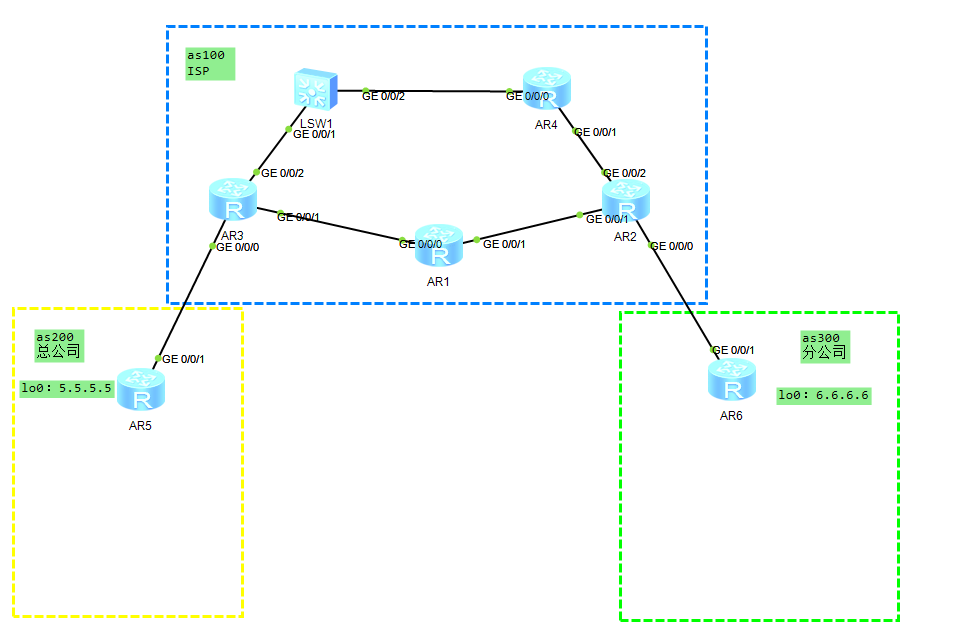 as100
ISP
GE 0/0/2
GE 0/0/0
R
AR4
LSW1
GE 0/0/1
GE 0/0/1
GE 0/0/2
GE 0/0/2
R
AR3
GE 0/0/1
GE 0/0/0
GE 0/0/0
R
AR1
GE 0/0/1
GE 0/0/1
R
AR2
GE 0/0/0
as200
总公司
GE 0/0/1
lo0：5.5.5.5
R
AR5
as300
分公司
GE 0/0/1
R
AR6
lo0：6.6.6.6